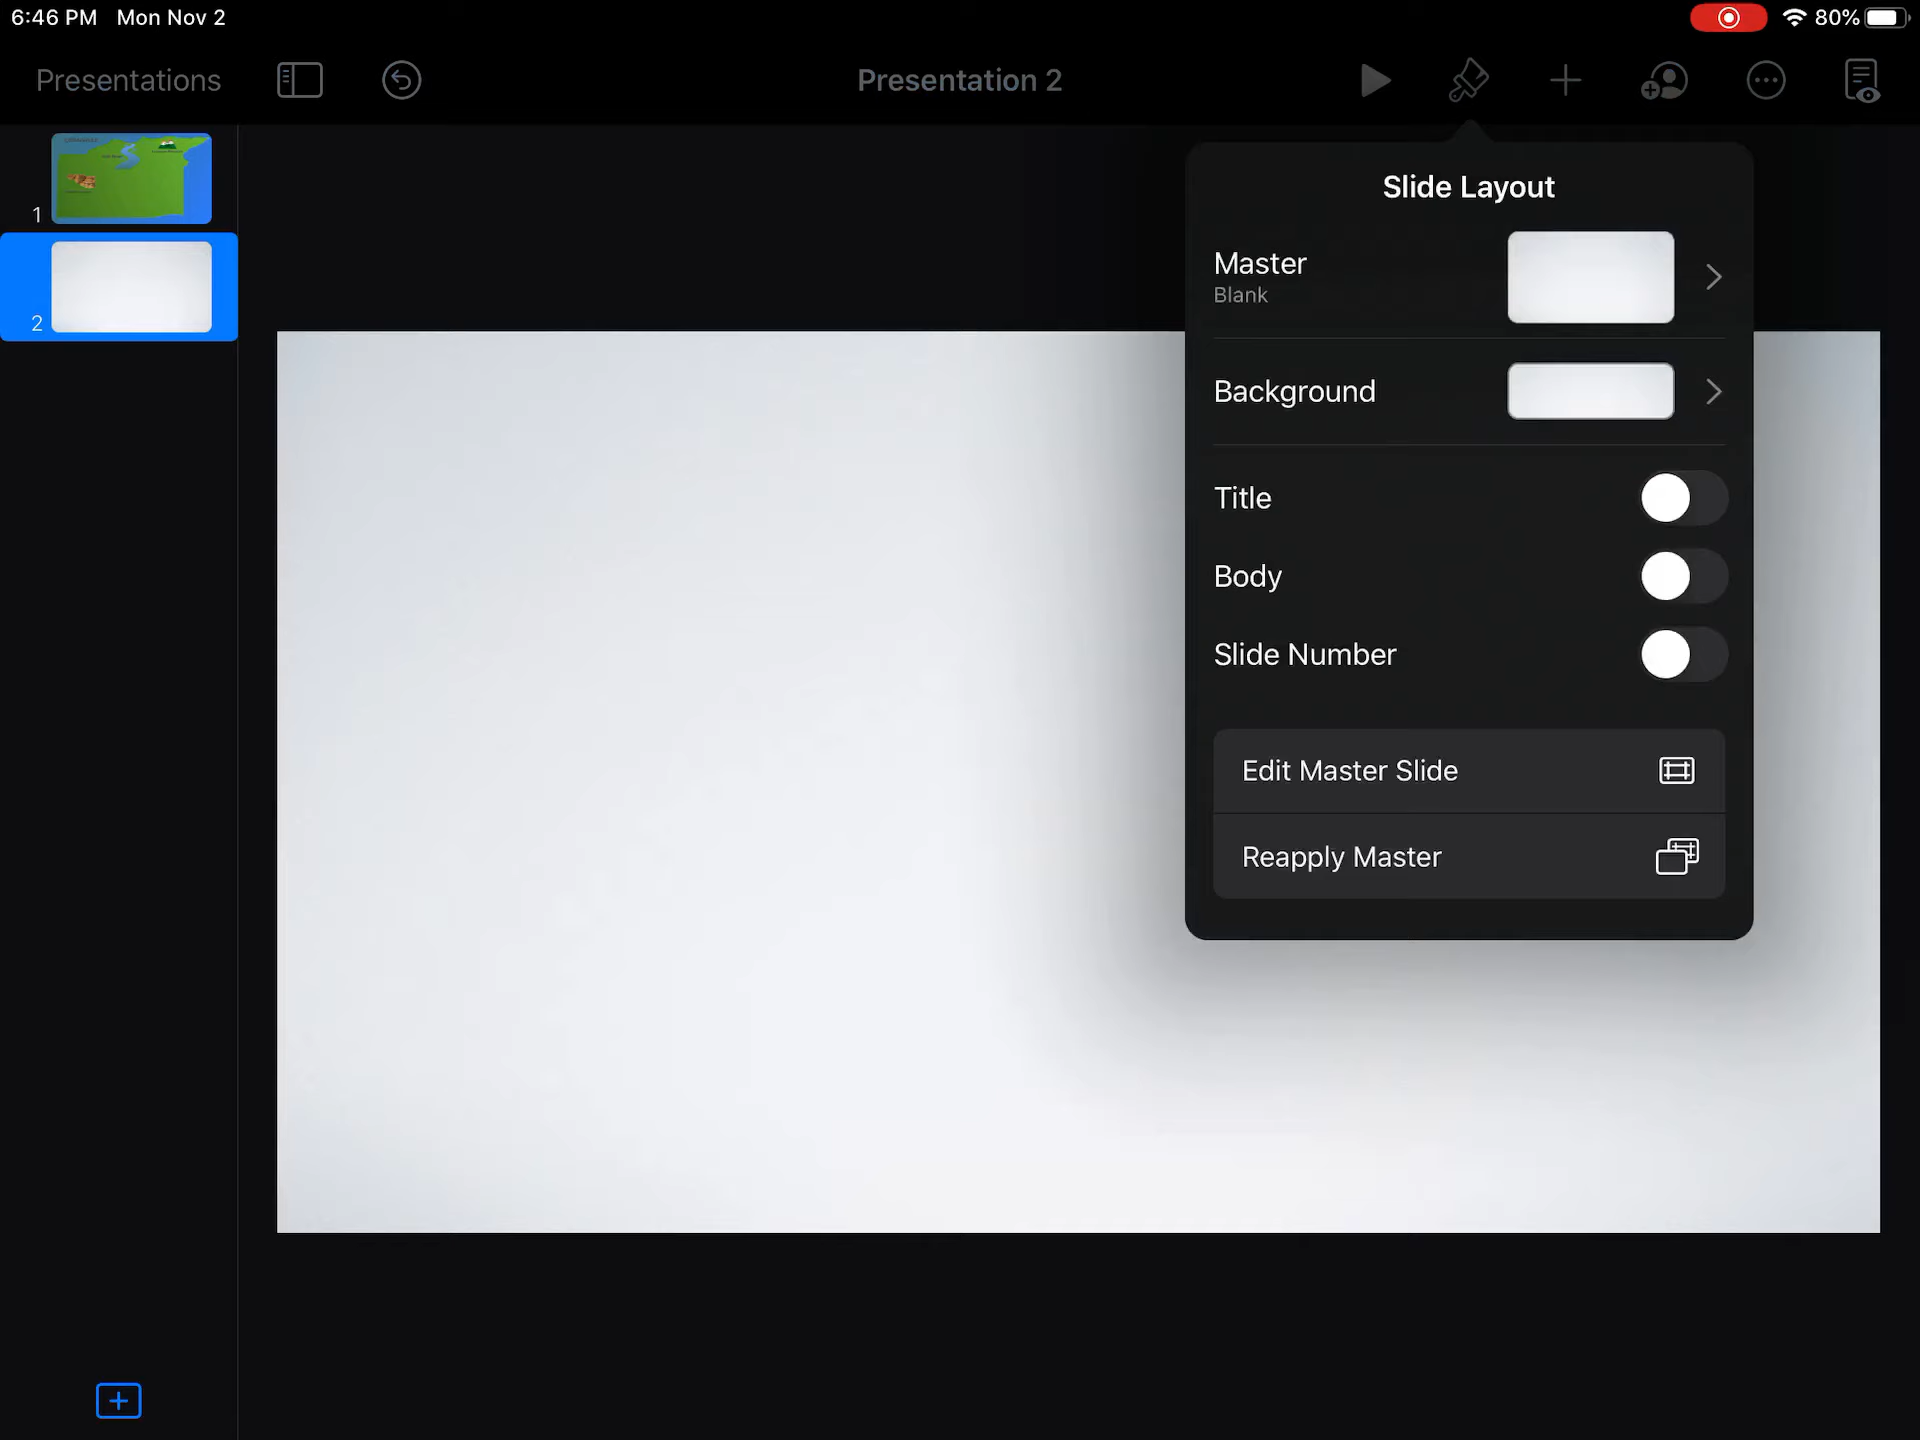 6:46 PM Mon Nov 2
80%
Presentations
Presentation 2
1
2
Slide Layout
Master
Blank
Background
Title
Body
Slide Number
Edit Master Slide
Reapply Master